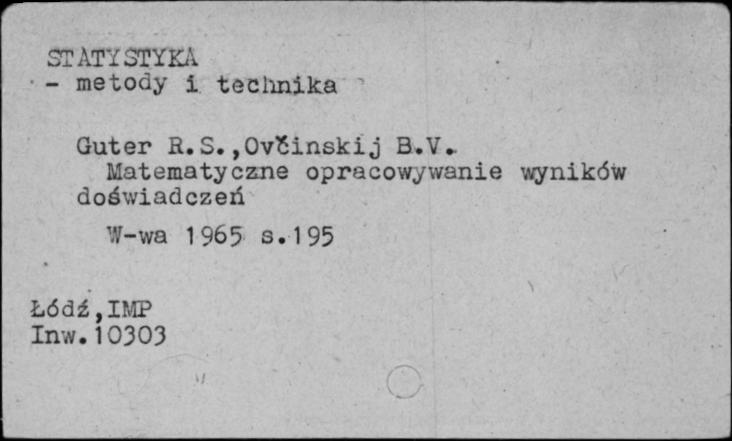 STATYSTYKA
- metody i technika
Guter R.S.,Ovčinskij B.V.
Matematyczne opracowywanie wyników
doświadczeń
W-wa 1965 s.195
Łódź,IMP
Inw.10303